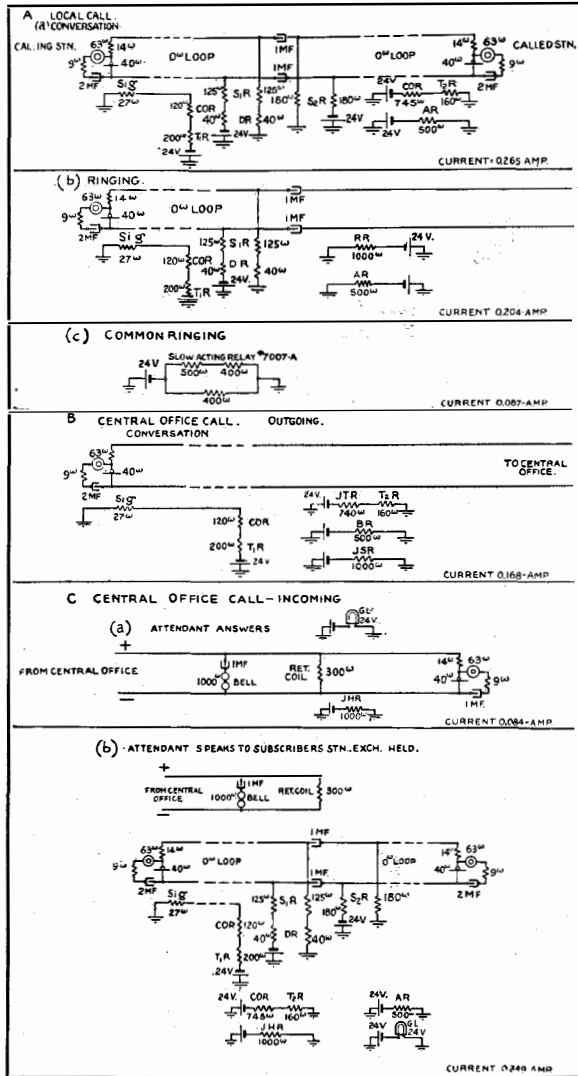 A LOCAL CALL.
(a) CONVERSATION
CALLING STN.
63ω
14ω
9ω
40ω
2MF
0ω LOOP
1MF
1MF
0ω LOOP
CALLED STN.
14ω
63ω
9ω
40ω
2MF
Sig
27ω
120ω
COR
200ω
T1R
24V.
125ω
S1R
40ω
24V
125ω
DR
40ω
180ω
S2R
180ω
24V
24V
COR
745ω
T2R
160ω
AR
24V
500ω
CURRENT=0.265 AMP.
(b) RINGING.
63ω
14ω
9ω
40ω
2MF
0ω LOOP
1MF
1MF
Sig
27ω
120ω
COR
200ω
T1R
125ω
S1R
40ω
DR
24V.
125ω
40ω
RR
1000ω
24V.
AR
500ω
CURRENT 0.204-AMP
(c) COMMON RINGING
24V
SLOW ACTING RELAY #7007-A
500ω
400ω
400ω
CURRENT 0.087-AMP
B CENTRAL OFFICE CALL. OUTGOING.
CONVERSATION
63ω
9ω
40ω
2MF
TO CENTRAL
OFFICE.
Sig
27ω
120ω
COR
200ω
T1R
24V
24V.
JTR
740ω
T2R
160ω
BR
500ω
JSR
1000ω
CURRENT 0.168-AMP
C CENTRAL OFFICE CALL-INCOMING
(a) ATTENDANT ANSWERS
GL
24V.
+
FROM CENTRAL OFFICE
1MF
1000ω
BELL
RET.
COIL
300ω
14ω
63ω
40ω
9ω
1MF.
–
JHR
1000ω
CURRENT 0.084-AMP.
(b) ATTENDANT SPEAKS TO SUBSCRIBERS STN. EXCH. HELD.
+
FROM CENTRAL
OFFICE
1MF
1000ω
BELL
RET.COIL
300ω
–
63ω
14ω
9ω
40ω
2MF
0ω LOOP
1MF
1MF.
0ω LOOP
14ω
63ω
40ω
9ω
2MF
Sig
27ω
COR
120ω
T1R
200ω
24V.
125ω
S1R
40ω
125ω
DR
40ω
S2R
180ω
24V
180ω
24V.
COR
745ω
T2R
160ω
JHR
1000ω
24V.
AR
500ω
24V
GL
24V
CURRENT 0.249 AMP